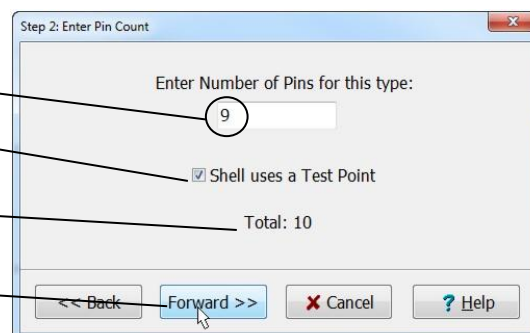 Step 2: Enter Pin Count
Enter Number of Pins for this type:
9
Shell uses a Test Point
Total: 10
<< Back Forward >> Cancel ? Help